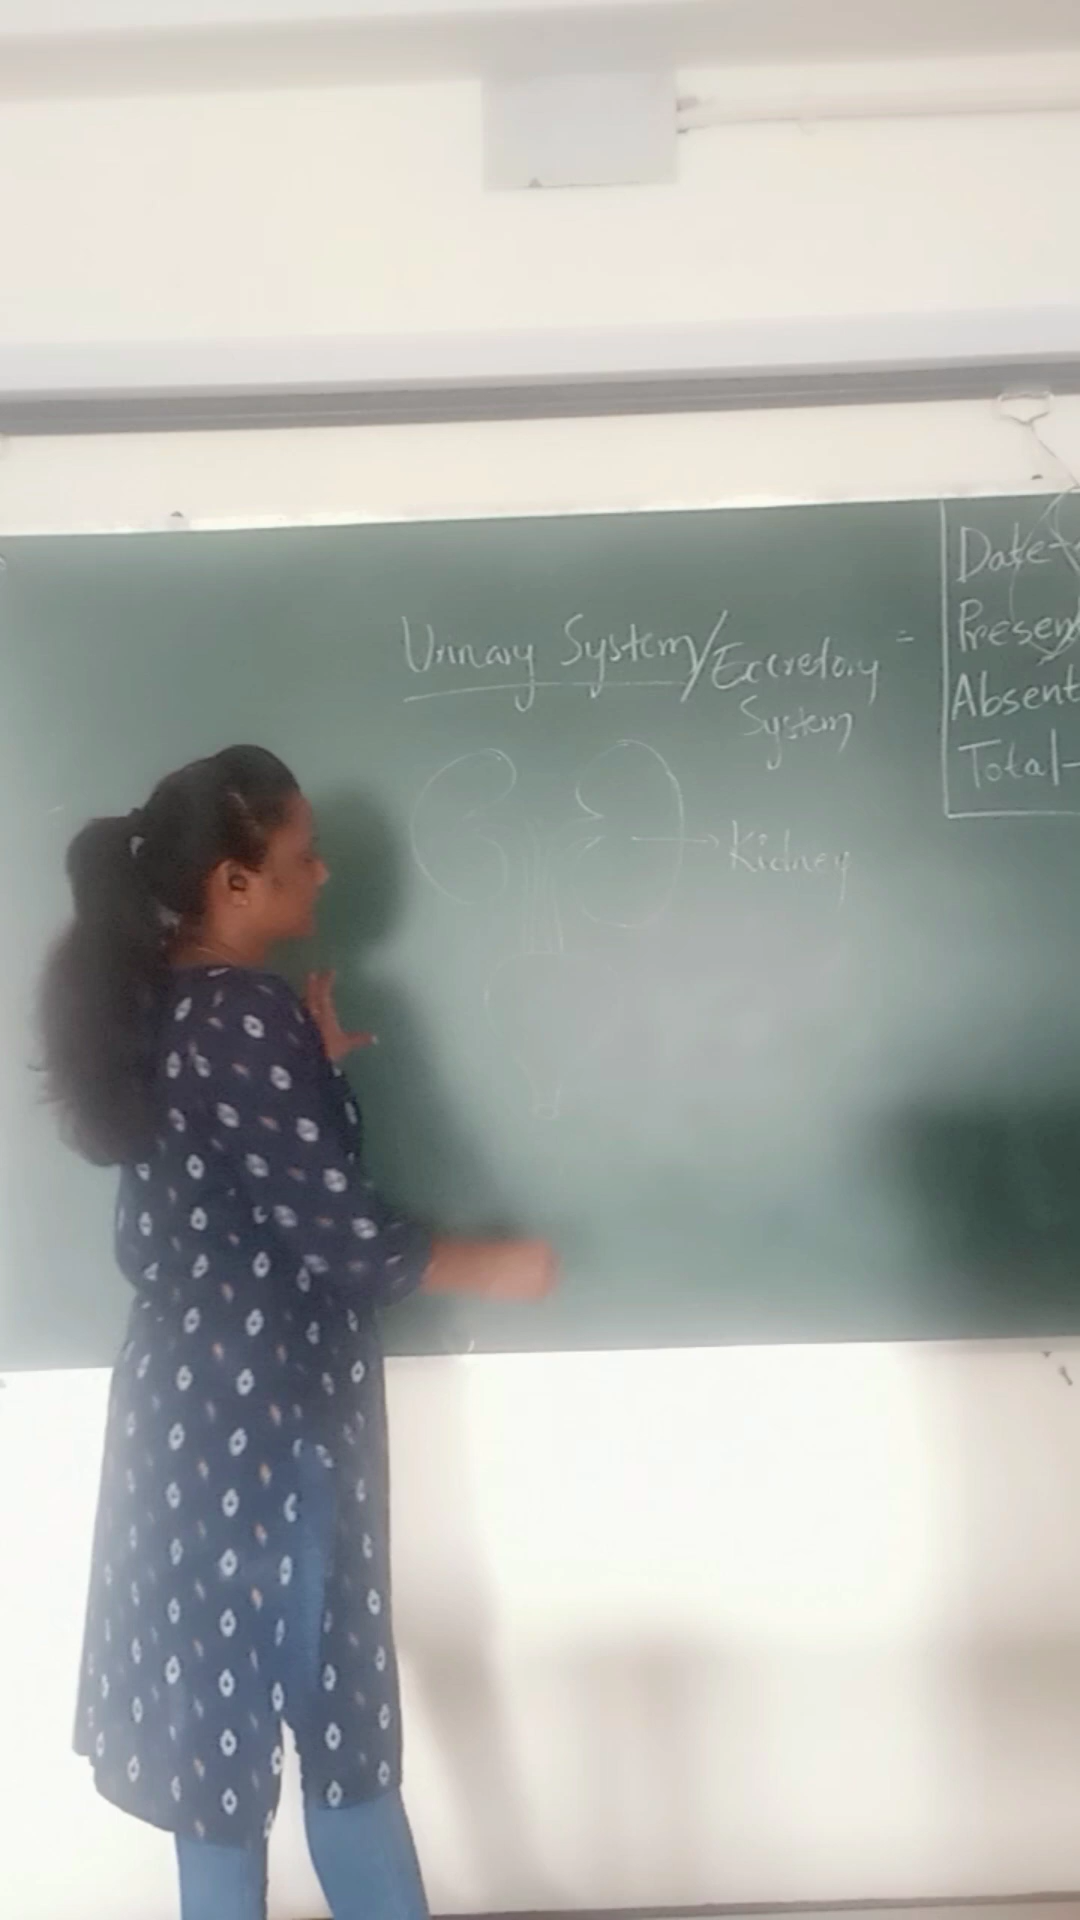 Urinary System/Excretory =
System
Kidney
Date-
Present
Absent
Total-